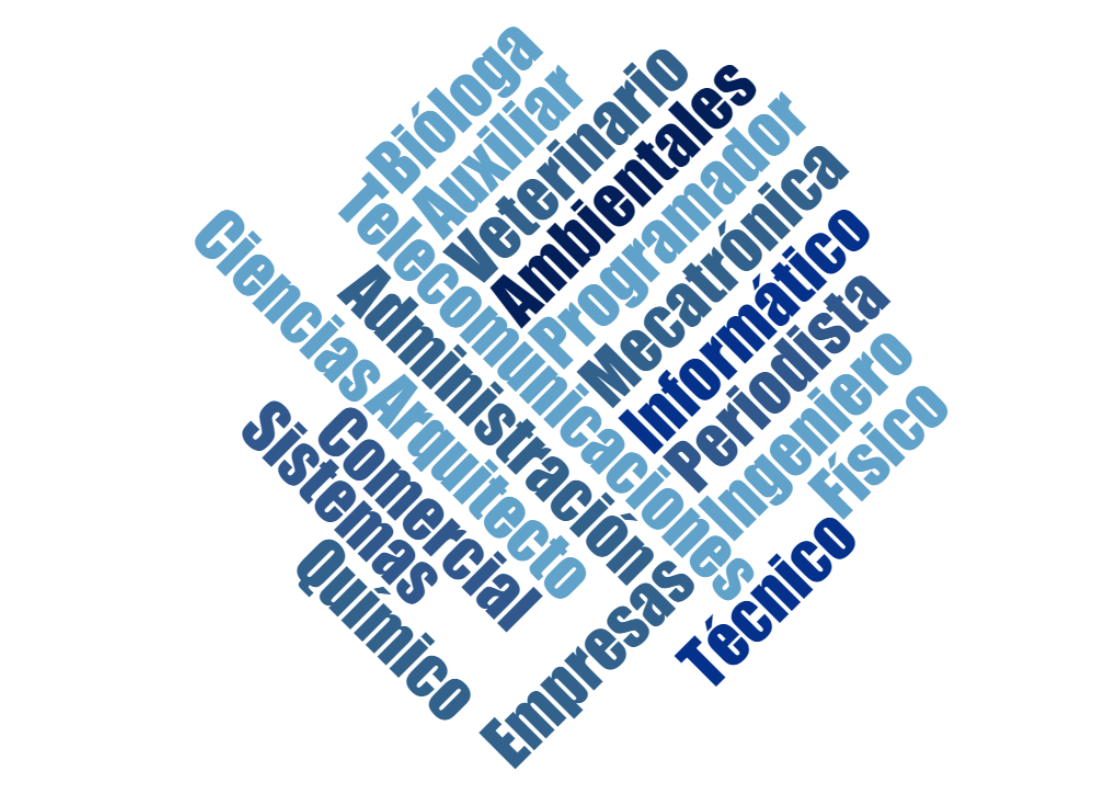 Bióloga
Auxiliar
Veterinario
Ambientales
Programador
Mecatrónica
Informático
Periodista
Ingeniero
Físico
Técnico
Telecomunicaciones
Administración
Ciencias
Arquitecto
Comercial
Sistemas
Químico
Empresas